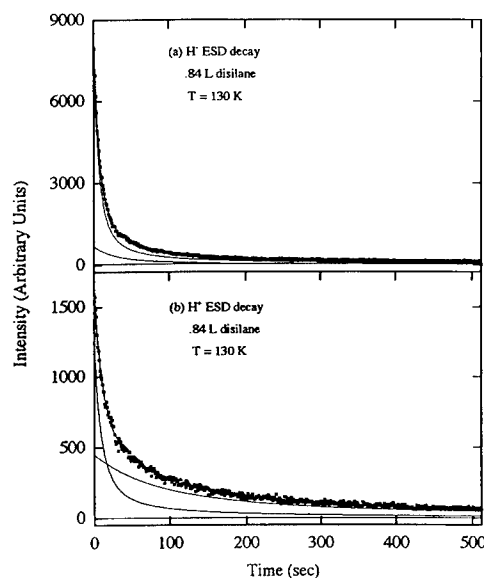 9000
6000
3000
0
(a) H⁻ ESD decay
.84 L disilane
T = 130 K
Intensity (Arbitrary Units)
1500
1000
500
0
(b) H⁺ ESD decay
.84 L disilane
T = 130 K
0
100
200
300
400
500
Time (sec)